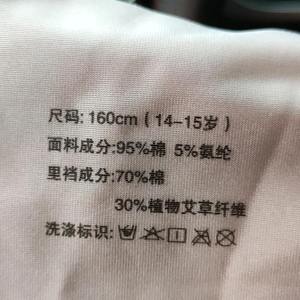 尺码: 160cm ( 14-15岁 )
面料成分:95%棉 5%氨纶
里裆成分:70%棉
30%植物艾草纤维
洗涤标识: